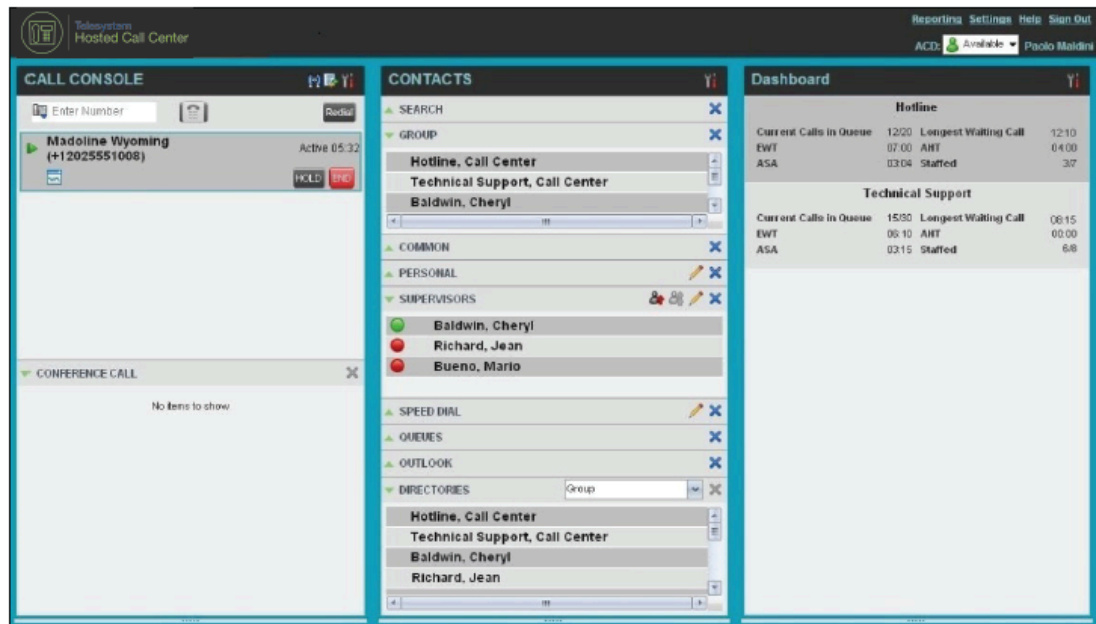 Telesystem
Hosted Call Center
Reporting Settings Help Sign Out
ACD: Available Paolo Maldini
CALL CONSOLE
Enter Number
Redial
Madoline Wyoming
(+12025551008)
Active 05:32
HOLD END
CONFERENCE CALL
No items to show
CONTACTS
SEARCH
GROUP
Hotline, Call Center
Technical Support, Call Center
Baldwin, Cheryl
COMMON
PERSONAL
SUPERVISORS
Baldwin, Cheryl
Richard, Jean
Bueno, Mario
SPEED DIAL
QUEUES
OUTLOOK
DIRECTORIES Group
Hotline, Call Center
Technical Support, Call Center
Baldwin, Cheryl
Richard, Jean
Dashboard
Hotline
Current Calls in Queue 12/20 Longest Waiting Call 12:10
EWT 07:00 AHT 04:00
ASA 03:04 Staffed 3/7
Technical Support
Current Calls in Queue 15/30 Longest Waiting Call 08:15
EWT 06:10 AHT 00:00
ASA 03:15 Staffed 6/8